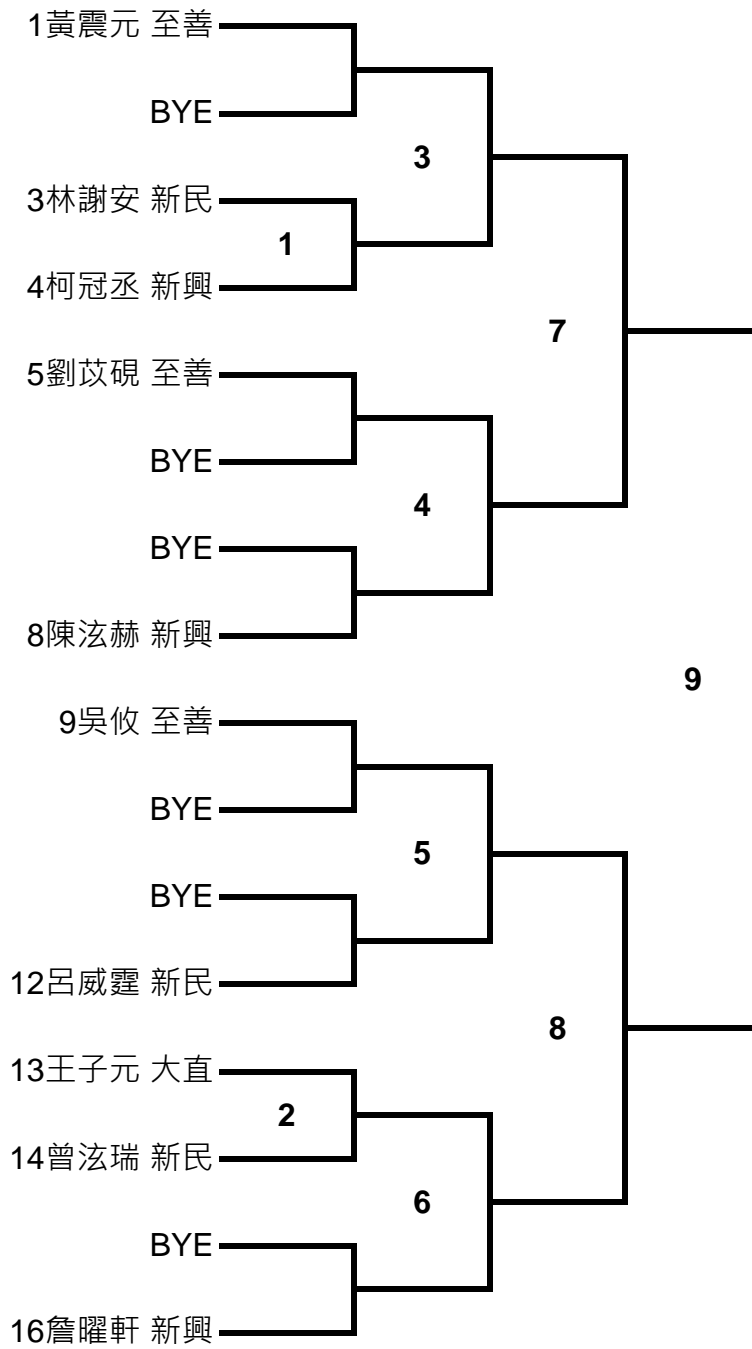 1黃震元 至善
BYE
3
3林謝安 新民
1
4柯冠丞 新興
7
5劉苡硯 至善
BYE
4
BYE
8陳泫赫 新興
9
9吳攸 至善
BYE
5
BYE
12呂威霆 新民
8
13王子元 大直
2
14曾泫瑞 新民
6
BYE
16詹曜軒 新興